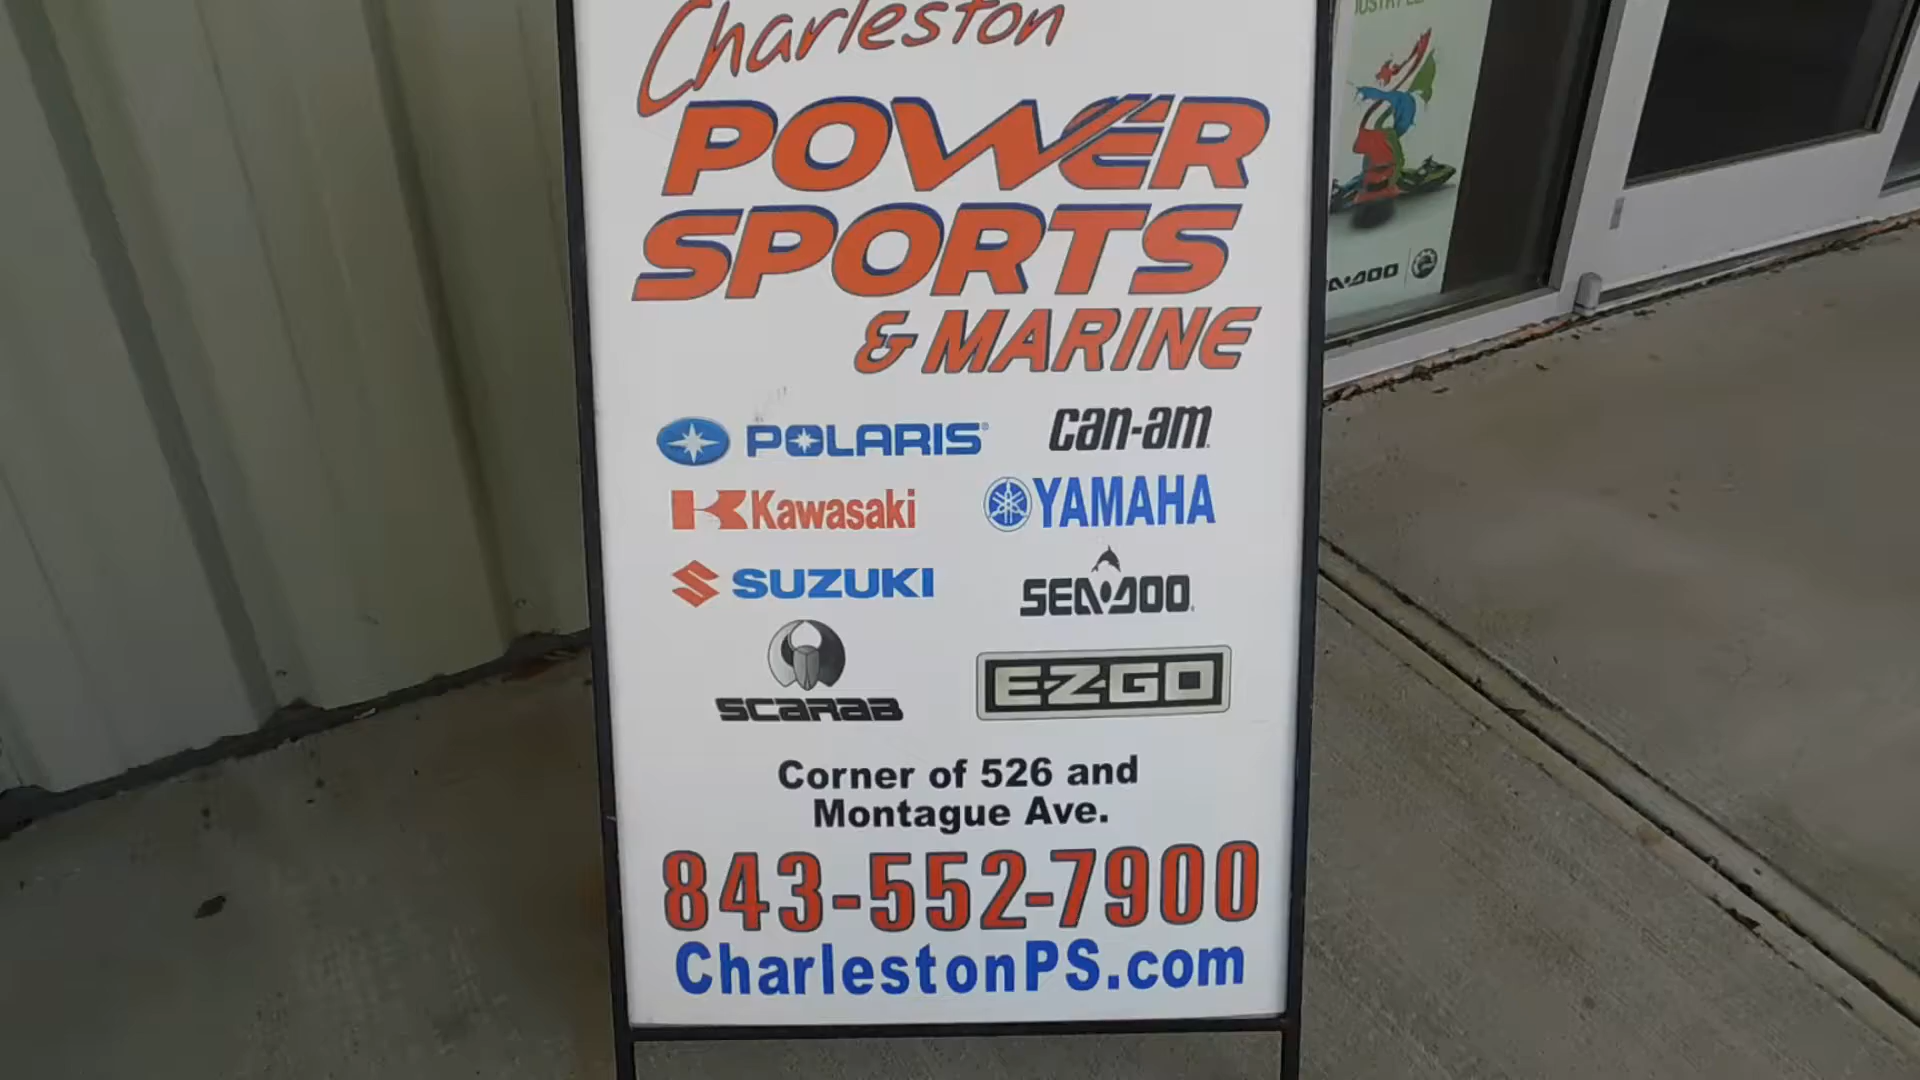 Charleston
POWER
SPORTS
& MARINE
POLARIS can-am
Kawasaki YAMAHA
SUZUKI SEA-DOO
SCARAB E-Z-GO
Corner of 526 and
Montague Ave.
843-552-7900
CharlestonPS.com